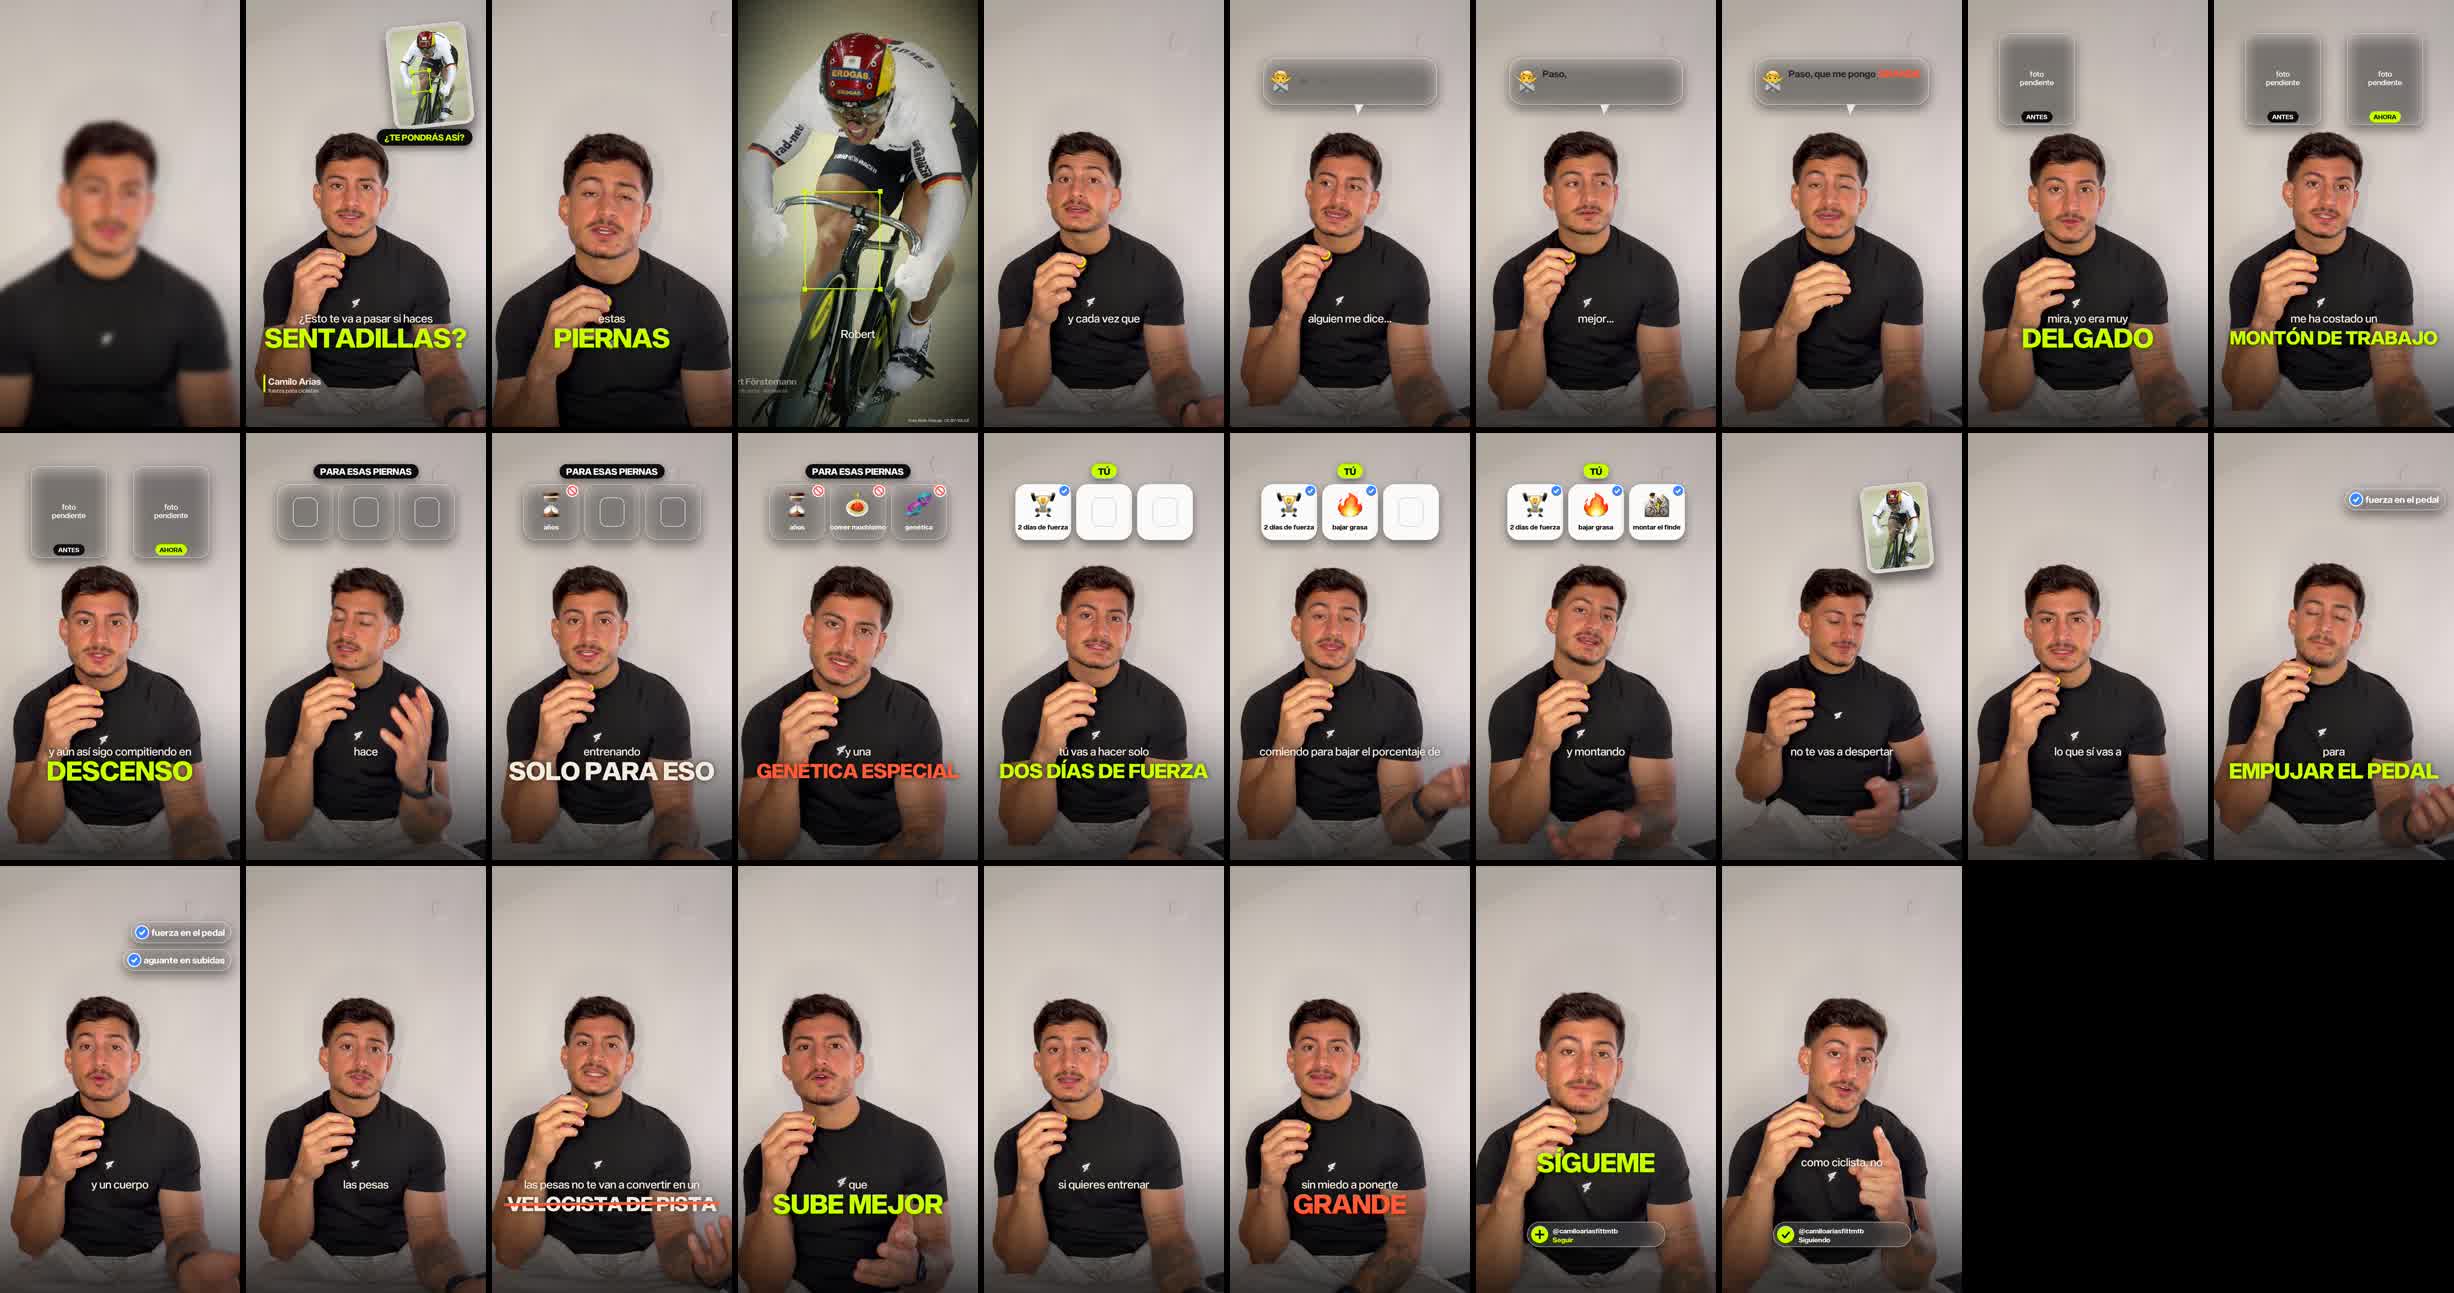 ¿TE PONDRÁS ASÍ?
¿Esto te va a pasar si haces
SENTADILLAS?
Camilo Arias
fuerza para ciclistas
estas
PIERNAS
ERDGAS
Robert
rt Förstemann
y cada vez que
alguien me dice...
Paso,
mejor...
Paso, que me pongo GRANDE
foto
pendiente
ANTES
mira, yo era muy
DELGADO
foto
pendiente
ANTES
foto
pendiente
AHORA
me ha costado un
MONTÓN DE TRABAJO
foto
pendiente
ANTES
foto
pendiente
AHORA
y aún así sigo compitiendo en
DESCENSO
PARA ESAS PIERNAS
hace
PARA ESAS PIERNAS
años
entrenando
SOLO PARA ESO
PARA ESAS PIERNAS
años
comer muchísimo
genética
y una
GENÉTICA ESPECIAL
TÚ
2 días de fuerza
tú vas a hacer solo
DOS DÍAS DE FUERZA
TÚ
2 días de fuerza
bajar grasa
comiendo para bajar el porcentaje de
TÚ
2 días de fuerza
bajar grasa
montar el finde
y montando
no te vas a despertar
lo que sí vas a
fuerza en el pedal
para
EMPUJAR EL PEDAL
fuerza en el pedal
aguante en subidas
y un cuerpo
las pesas
las pesas no te van a convertir en un
VELOCISTA DE PISTA
que
SUBE MEJOR
si quieres entrenar
sin miedo a ponerte
GRANDE
SÍGUEME
@camiloariasfittmtb
Seguir
como ciclista, no
@camiloariasfittmtb
Siguiendo